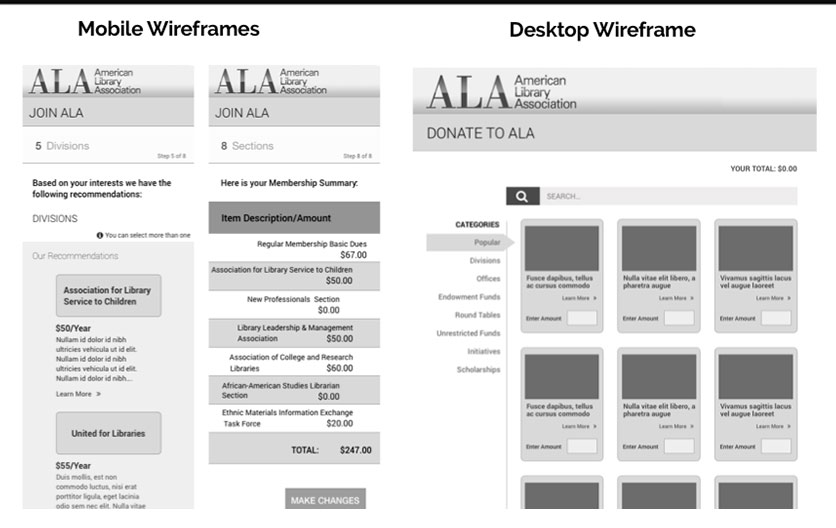 Mobile Wireframes
ALA American
Library
Association
JOIN ALA
5 Divisions
Step 5 of 8
Based on your interests we have the
following recommendations:
DIVISIONS
You can select more than one
Our Recommendations
Association for Library
Service to Children
$50/Year
Nullam id dolor id nibh
ultricies vehicula ut id elit.
Nullam id dolor id nibh
ultricies vehicula ut id elit.
Nullam id dolor id nibh...
Learn More »
United for Libraries
$55/Year
Duis mollis, est non
commodo luctus, nisi erat
porttitor ligula, eget lacinia
odio sem nec elit. Nulla vitae
ALA American
Library
Association
JOIN ALA
8 Sections
Step 8 of 8
Here is your Membership Summary:
Item Description/Amount
Regular Membership Basic Dues
$67.00
Association for Library Service to Children
$50.00
New Professionals Section
$0.00
Library Leadership & Management
Association $50.00
Association of College and Research
Libraries $60.00
African-American Studies Librarian
Section $0.00
Ethnic Materials Information Exchange
Task Force $20.00
TOTAL: $247.00
MAKE CHANGES
Desktop Wireframe
ALA American
Library
Association
DONATE TO ALA
YOUR TOTAL: $0.00
SEARCH...
CATEGORIES
Popular
Divisions
Offices
Endowment Funds
Round Tables
Unrestricted Funds
Initiatives
Scholarships
Fusce dapibus, tellus
ac cursus commodo
Learn More »
Enter Amount
Nulla vitae elit libero, a
pharetra augue
Learn More »
Enter Amount
Vivamus sagittis lacus
vel augue laoreet
Learn More »
Enter Amount
Fusce dapibus, tellus
ac cursus commodo
Learn More »
Enter Amount
Nulla vitae elit libero, a
pharetra augue
Learn More »
Enter Amount
Vivamus sagittis lacus
vel augue laoreet
Learn More »
Enter Amount